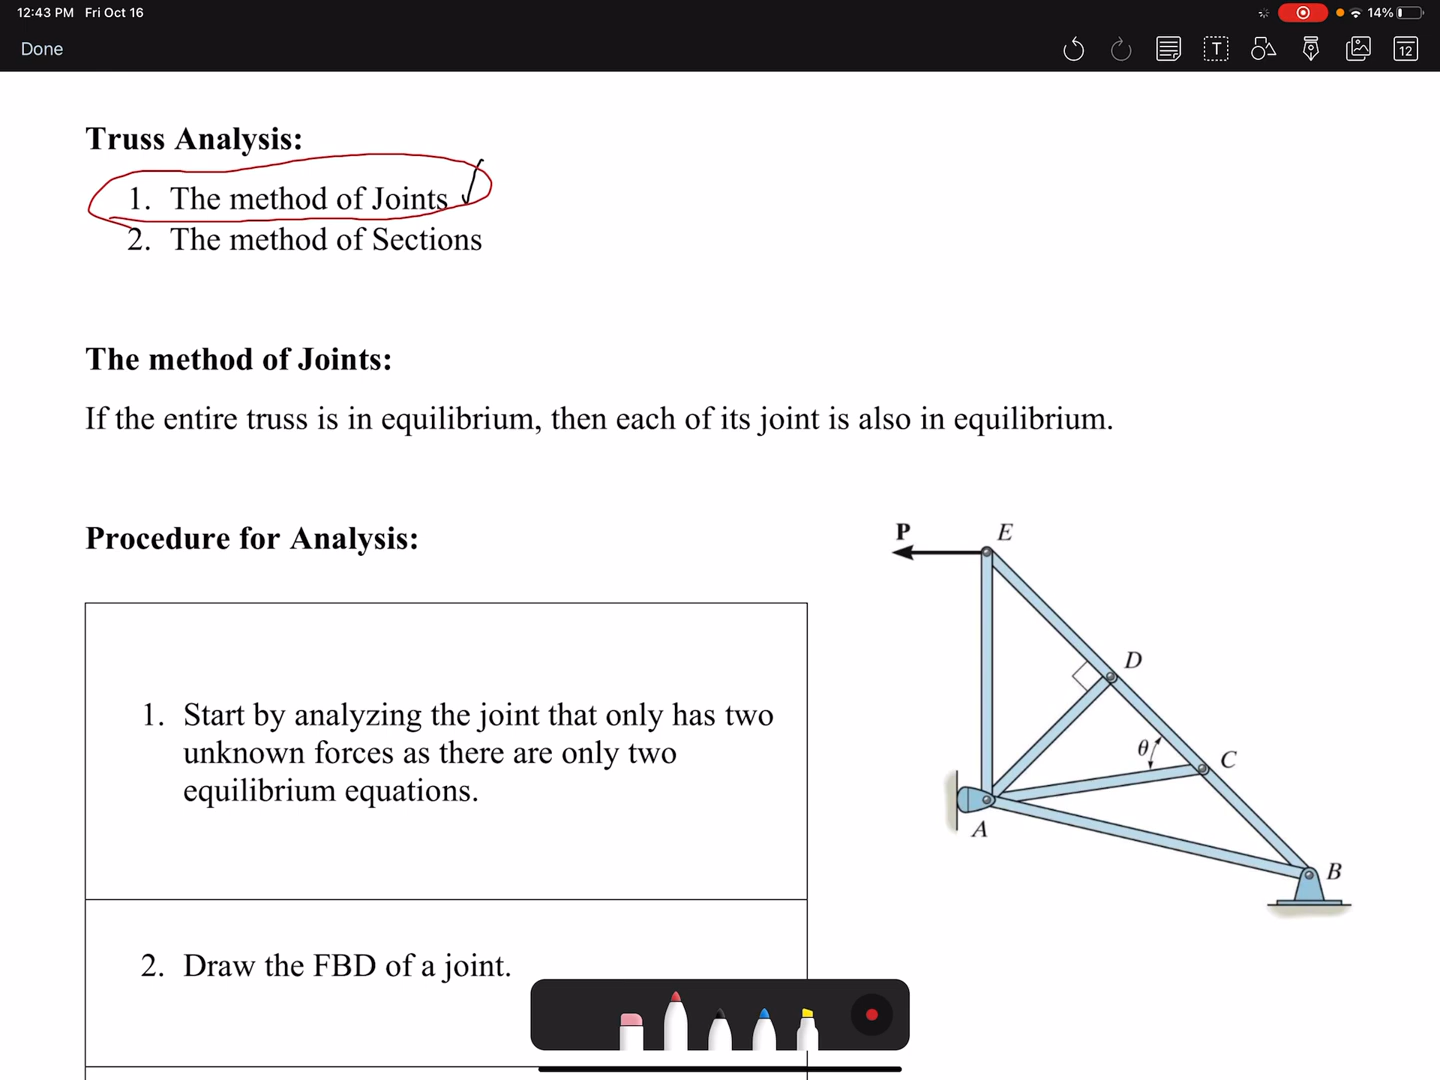 12:43 PM Fri Oct 16
14%
Done
T
12
Truss Analysis:
1. The method of Joints
2. The method of Sections
The method of Joints:
If the entire truss is in equilibrium, then each of its joint is also in equilibrium.
Procedure for Analysis:
1. Start by analyzing the joint that only has two
unknown forces as there are only two
equilibrium equations.
2. Draw the FBD of a joint.
P
E
D
θ
C
A
B